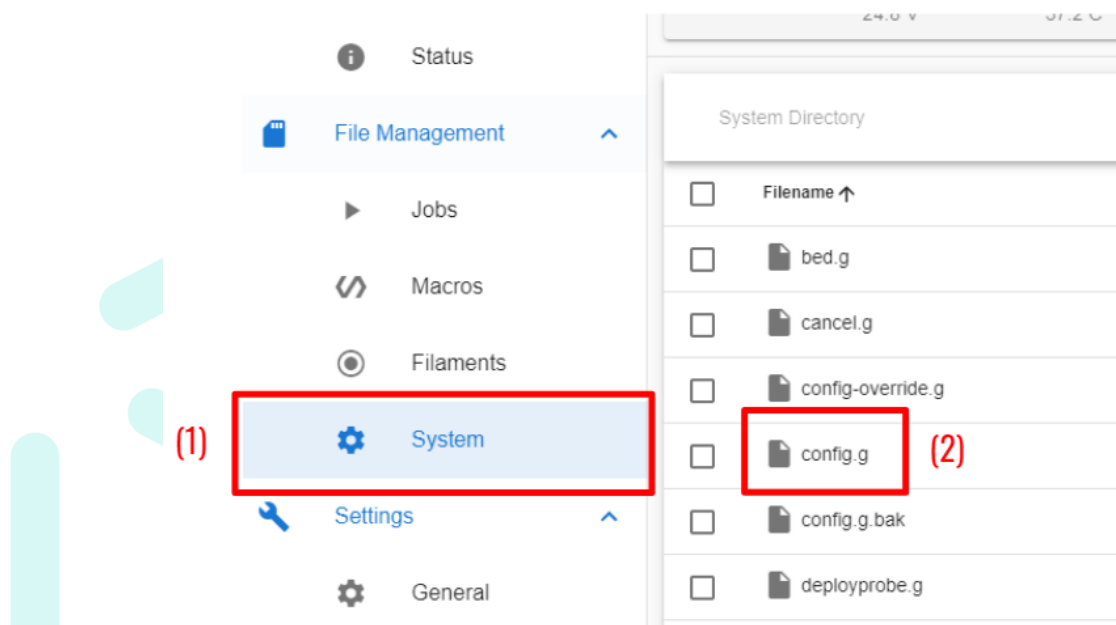 Status
File Management
Jobs
Macros
Filaments
(1)
System
Settings
General
System Directory
Filename
bed.g
cancel.g
config-override.g
config.g
(2)
config.g.bak
deployprobe.g